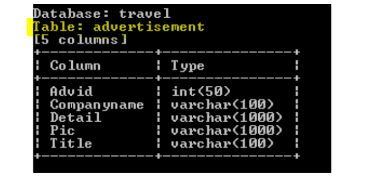 Database: travel
Table: advertisement
[5 columns]
+-------------+---------------+
| Column | Type |
+-------------+---------------+
| Advid | int(50) |
| Companyname | varchar(100) |
| Detail | varchar(1000) |
| Pic | varchar(1000) |
| Title | varchar(100) |
+-------------+---------------+